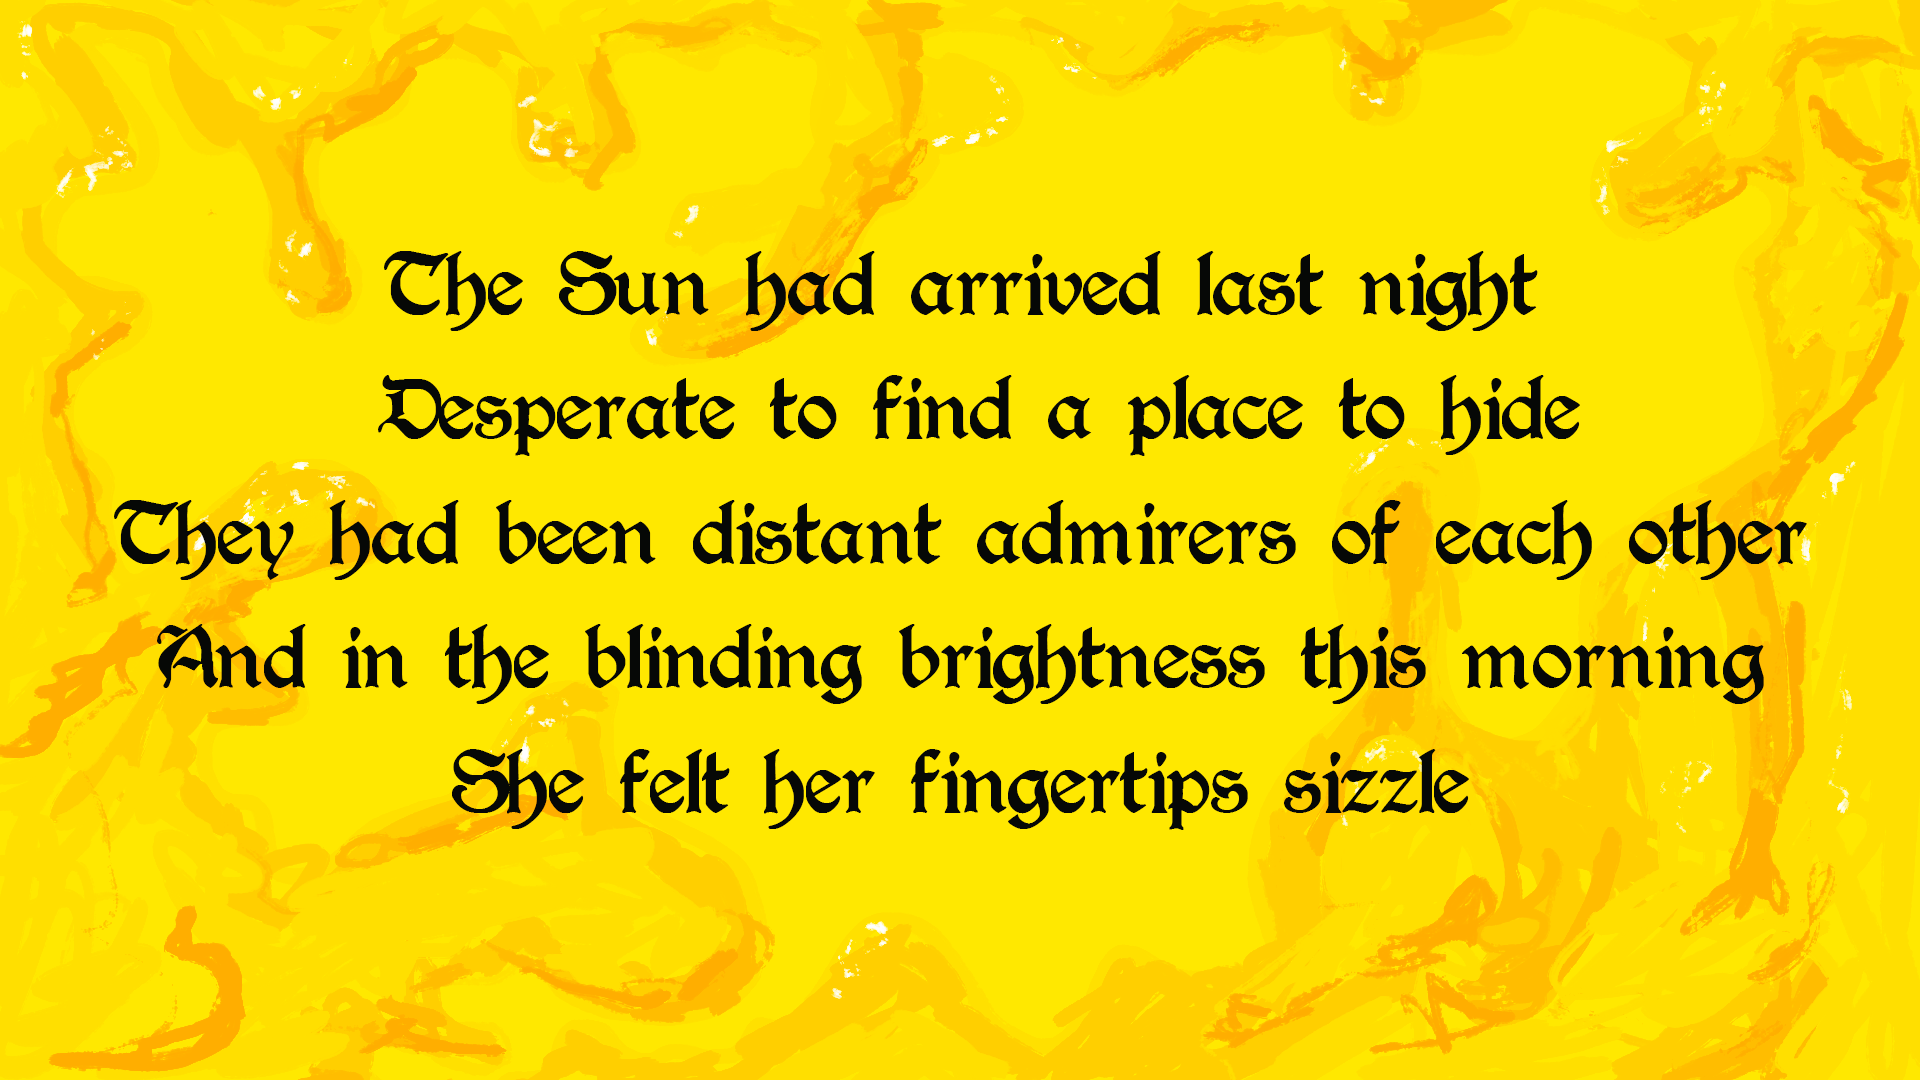 The Sun had arrived last night
Desperate to find a place to hide
They had been distant admirers of each other
And in the blinding brightness this morning
She felt her fingertips sizzle